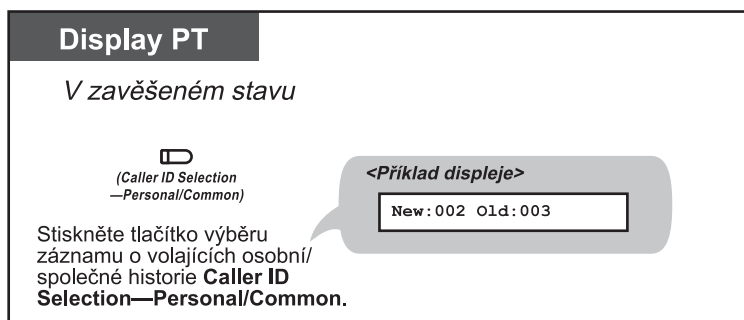 Display PT
V zavěšeném stavu
(Caller ID Selection
—Personal/Common)
<Příklad displeje>
New:002 Old:003
Stiskněte tlačítko výběru
záznamu o volajících osobní/
společné historie Caller ID
Selection—Personal/Common.